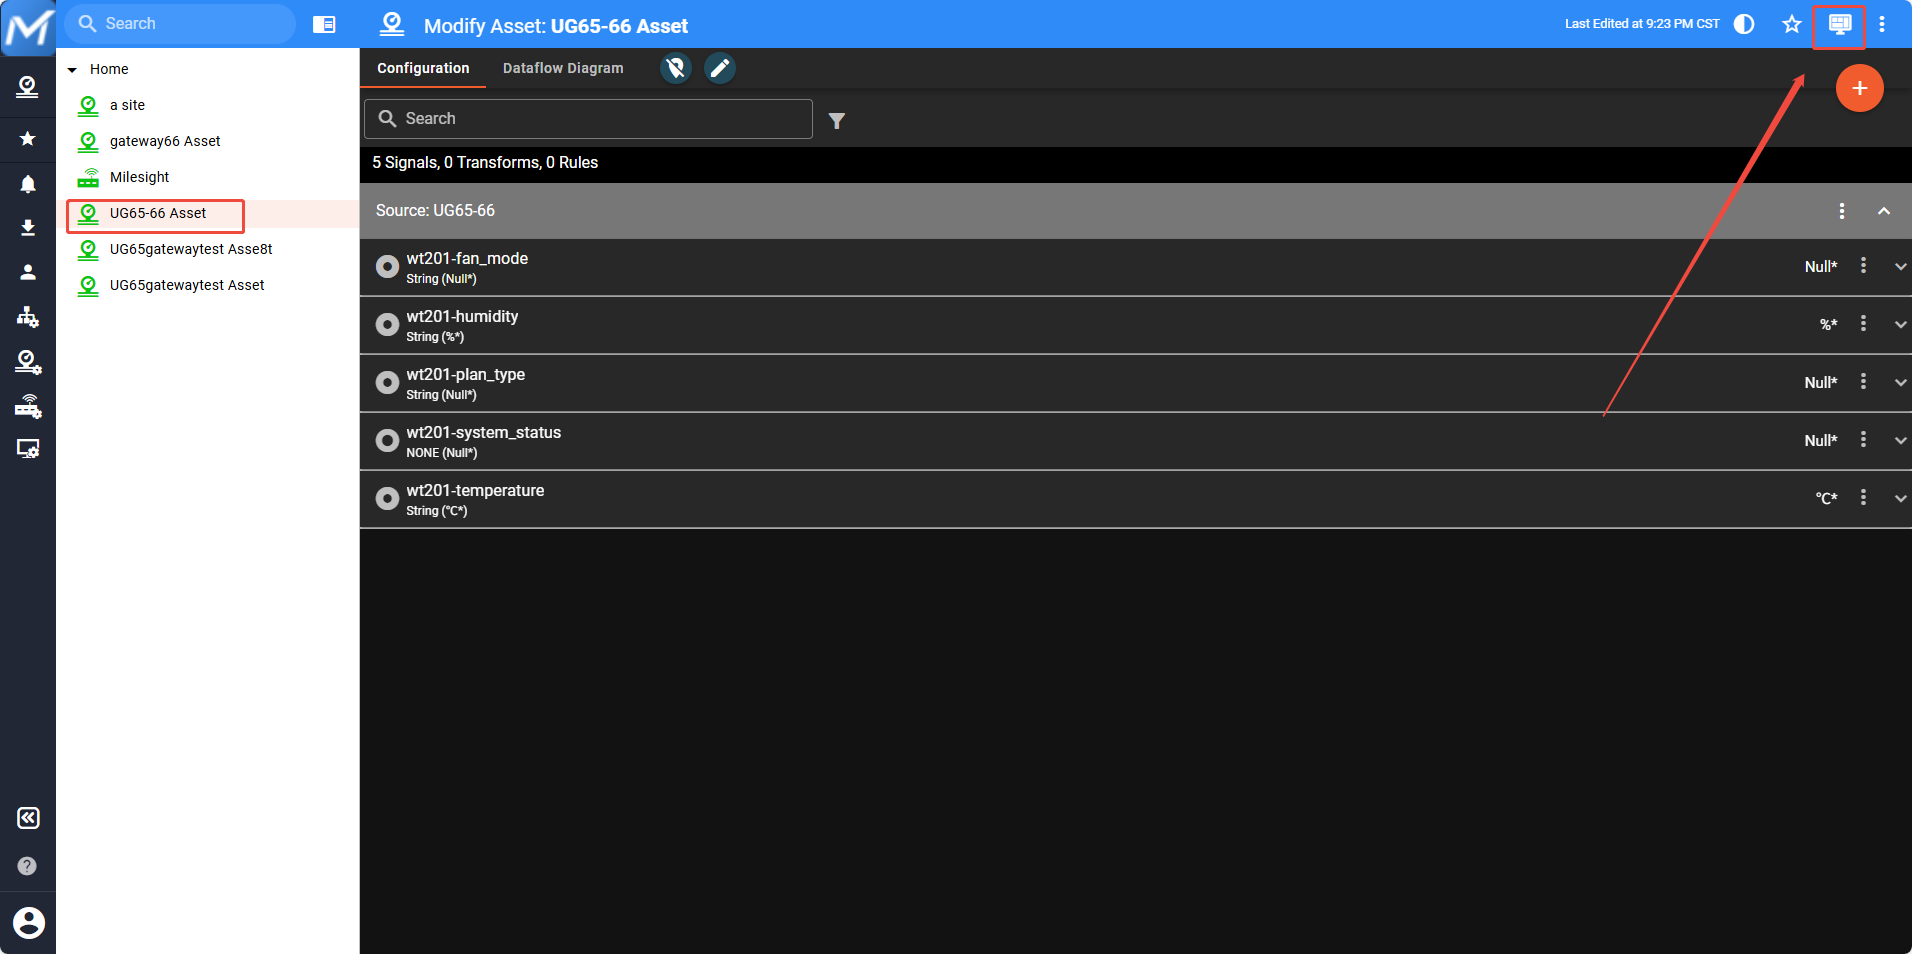 Search
Modify Asset: UG65-66 Asset
Last Edited at 9:23 PM CST
Home
a site
gateway66 Asset
Milesight
UG65-66 Asset
UG65gatewaytest Asse8t
UG65gatewaytest Asset
Configuration
Dataflow Diagram
Search
5 Signals, 0 Transforms, 0 Rules
Source: UG65-66
wt201-fan_mode
String (Null*)
Null*
wt201-humidity
String (%*)
%*
wt201-plan_type
String (Null*)
Null*
wt201-system_status
NONE (Null*)
Null*
wt201-temperature
String (°C*)
°C*